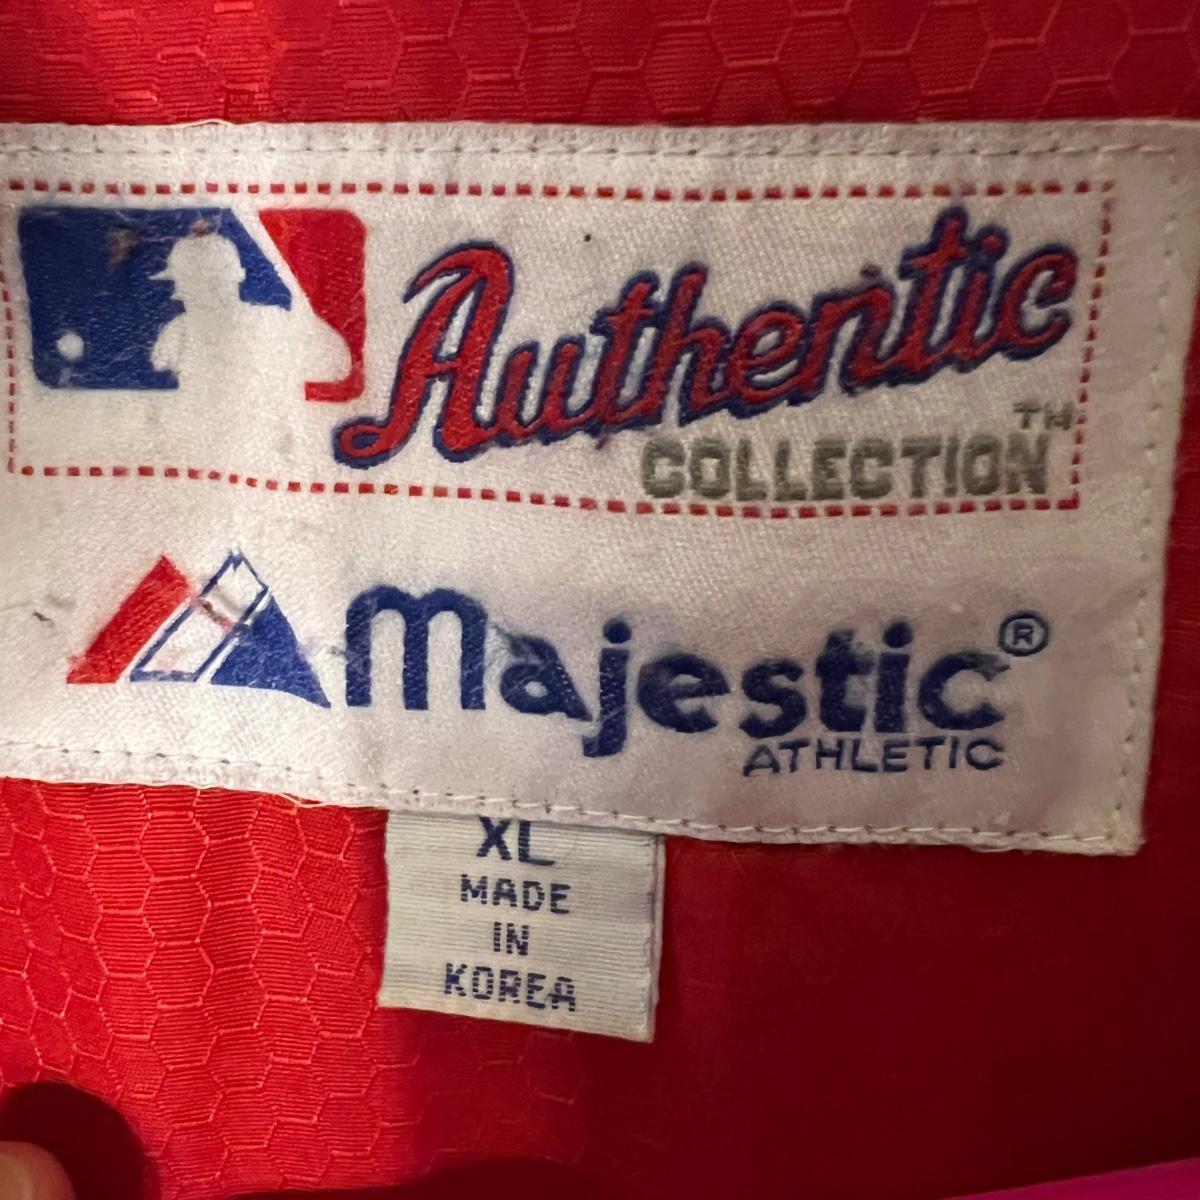 Authentic
COLLECTION™
Majestic®
ATHLETIC
XL
MADE
IN
KOREA